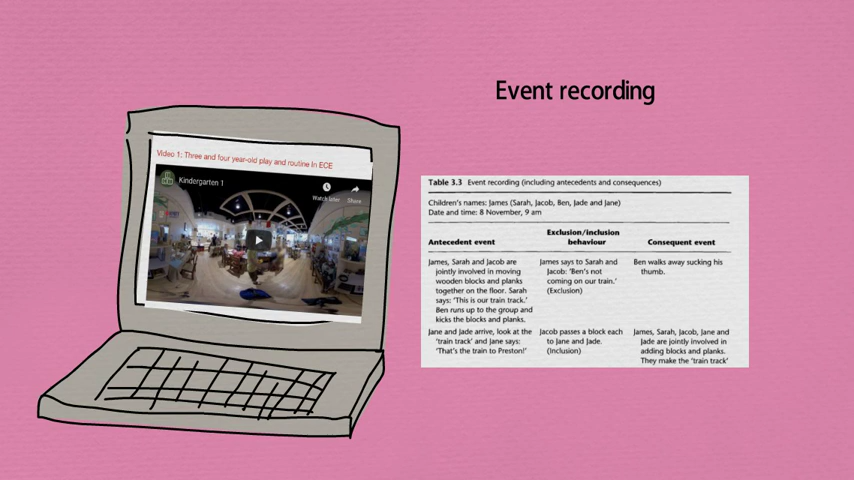 Event recording
Video 1: Three and four year-old play and routine in ECE
Kindergarten 1
Watch later
Share
Table 3.3 Event recording (including antecedents and consequences)
Children's names: James (Sarah, Jacob, Ben, Jade and Jane)
Date and time: 8 November, 9 am
Antecedent event
Exclusion/inclusion
behaviour
Consequent event
James, Sarah and Jacob are
jointly involved in moving
wooden blocks and planks
together on the floor. Sarah
says: 'This is our train track.'
Ben runs up to the group and
kicks the blocks and planks.
James says to Sarah and
Jacob: 'Ben's not
coming on our train.'
(Exclusion)
Ben walks away sucking his
thumb.
Jane and Jade arrive, look at the
'train track' and Jane says:
'That's the train to Preston!'
Jacob passes a block each
to Jane and Jade.
(Inclusion)
James, Sarah, Jacob, Jane and
Jade are jointly involved in
adding blocks and planks.
They make the 'train track'